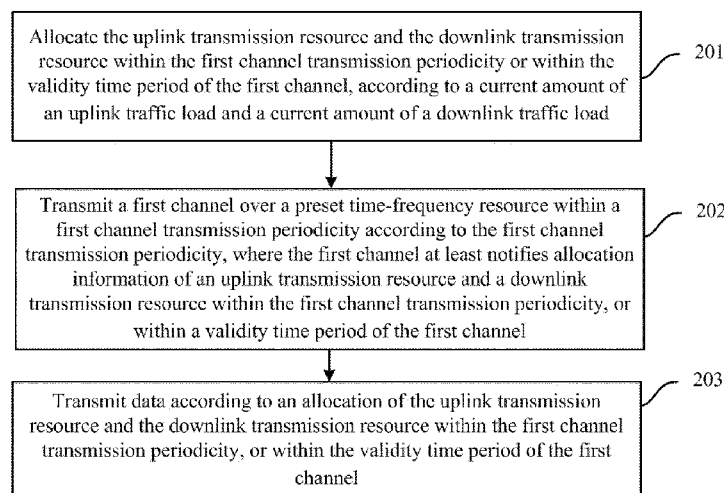 Allocate the uplink transmission resource and the downlink transmission
resource within the first channel transmission periodicity or within the
validity time period of the first channel, according to a current amount of
an uplink traffic load and a current amount of a downlink traffic load
201
Transmit a first channel over a preset time-frequency resource within a
first channel transmission periodicity according to the first channel
transmission periodicity, where the first channel at least notifies allocation
information of an uplink transmission resource and a downlink
transmission resource within the first channel transmission periodicity, or
within a validity time period of the first channel
202
Transmit data according to an allocation of the uplink transmission
resource and the downlink transmission resource within the first channel
transmission periodicity, or within the validity time period of the first
channel
203